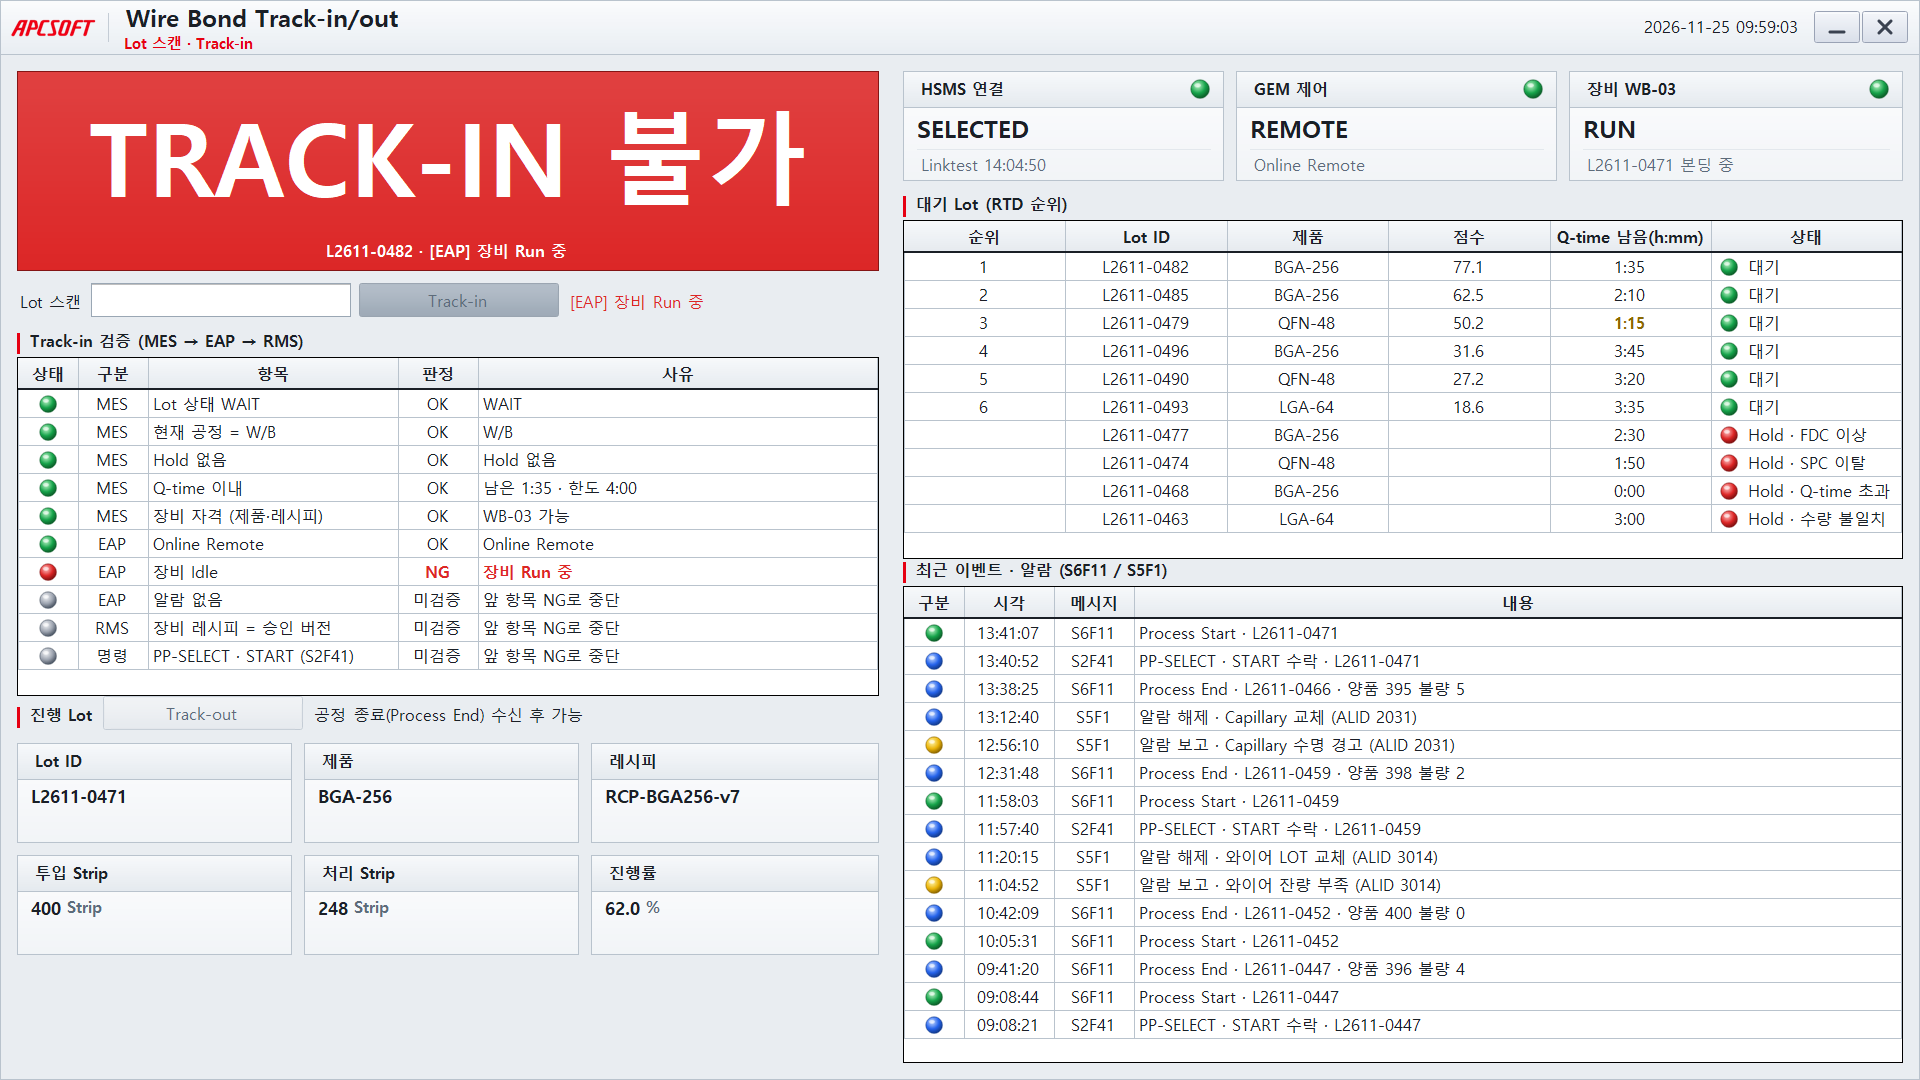 APCSOFT
Wire Bond Track-in/out
Lot 스캔 · Track-in
2026-11-25 09:59:03
TRACK-IN 불가
L2611-0482 · [EAP] 장비 Run 중
Lot 스캔
Track-in
[EAP] 장비 Run 중
Track-in 검증 (MES → EAP → RMS)
상태 구분 항목 판정 사유
MES Lot 상태 WAIT OK WAIT
MES 현재 공정 = W/B OK W/B
MES Hold 없음 OK Hold 없음
MES Q-time 이내 OK 남은 1:35 · 한도 4:00
MES 장비 자격 (제품·레시피) OK WB-03 가능
EAP Online Remote OK Online Remote
EAP 장비 Idle NG 장비 Run 중
EAP 알람 없음 미검증 앞 항목 NG로 중단
RMS 장비 레시피 = 승인 버전 미검증 앞 항목 NG로 중단
명령 PP-SELECT · START (S2F41) 미검증 앞 항목 NG로 중단
진행 Lot
Track-out
공정 종료(Process End) 수신 후 가능
Lot ID
L2611-0471
제품
BGA-256
레시피
RCP-BGA256-v7
투입 Strip
400 Strip
처리 Strip
248 Strip
진행률
62.0 %
HSMS 연결
SELECTED
Linktest 14:04:50
GEM 제어
REMOTE
Online Remote
장비 WB-03
RUN
L2611-0471 본딩 중
대기 Lot (RTD 순위)
순위 Lot ID 제품 점수 Q-time 남음(h:mm) 상태
1 L2611-0482 BGA-256 77.1 1:35 대기
2 L2611-0485 BGA-256 62.5 2:10 대기
3 L2611-0479 QFN-48 50.2 1:15 대기
4 L2611-0496 BGA-256 31.6 3:45 대기
5 L2611-0490 QFN-48 27.2 3:20 대기
6 L2611-0493 LGA-64 18.6 3:35 대기
L2611-0477 BGA-256 2:30 Hold · FDC 이상
L2611-0474 QFN-48 1:50 Hold · SPC 이탈
L2611-0468 BGA-256 0:00 Hold · Q-time 초과
L2611-0463 LGA-64 3:00 Hold · 수량 불일치
최근 이벤트 · 알람 (S6F11 / S5F1)
구분 시각 메시지 내용
13:41:07 S6F11 Process Start · L2611-0471
13:40:52 S2F41 PP-SELECT · START 수락 · L2611-0471
13:38:25 S6F11 Process End · L2611-0466 · 양품 395 불량 5
13:12:40 S5F1 알람 해제 · Capillary 교체 (ALID 2031)
12:56:10 S5F1 알람 보고 · Capillary 수명 경고 (ALID 2031)
12:31:48 S6F11 Process End · L2611-0459 · 양품 398 불량 2
11:58:03 S6F11 Process Start · L2611-0459
11:57:40 S2F41 PP-SELECT · START 수락 · L2611-0459
11:20:15 S5F1 알람 해제 · 와이어 LOT 교체 (ALID 3014)
11:04:52 S5F1 알람 보고 · 와이어 잔량 부족 (ALID 3014)
10:42:09 S6F11 Process End · L2611-0452 · 양품 400 불량 0
10:05:31 S6F11 Process Start · L2611-0452
09:41:20 S6F11 Process End · L2611-0447 · 양품 396 불량 4
09:08:44 S6F11 Process Start · L2611-0447
09:08:21 S2F41 PP-SELECT · START 수락 · L2611-0447